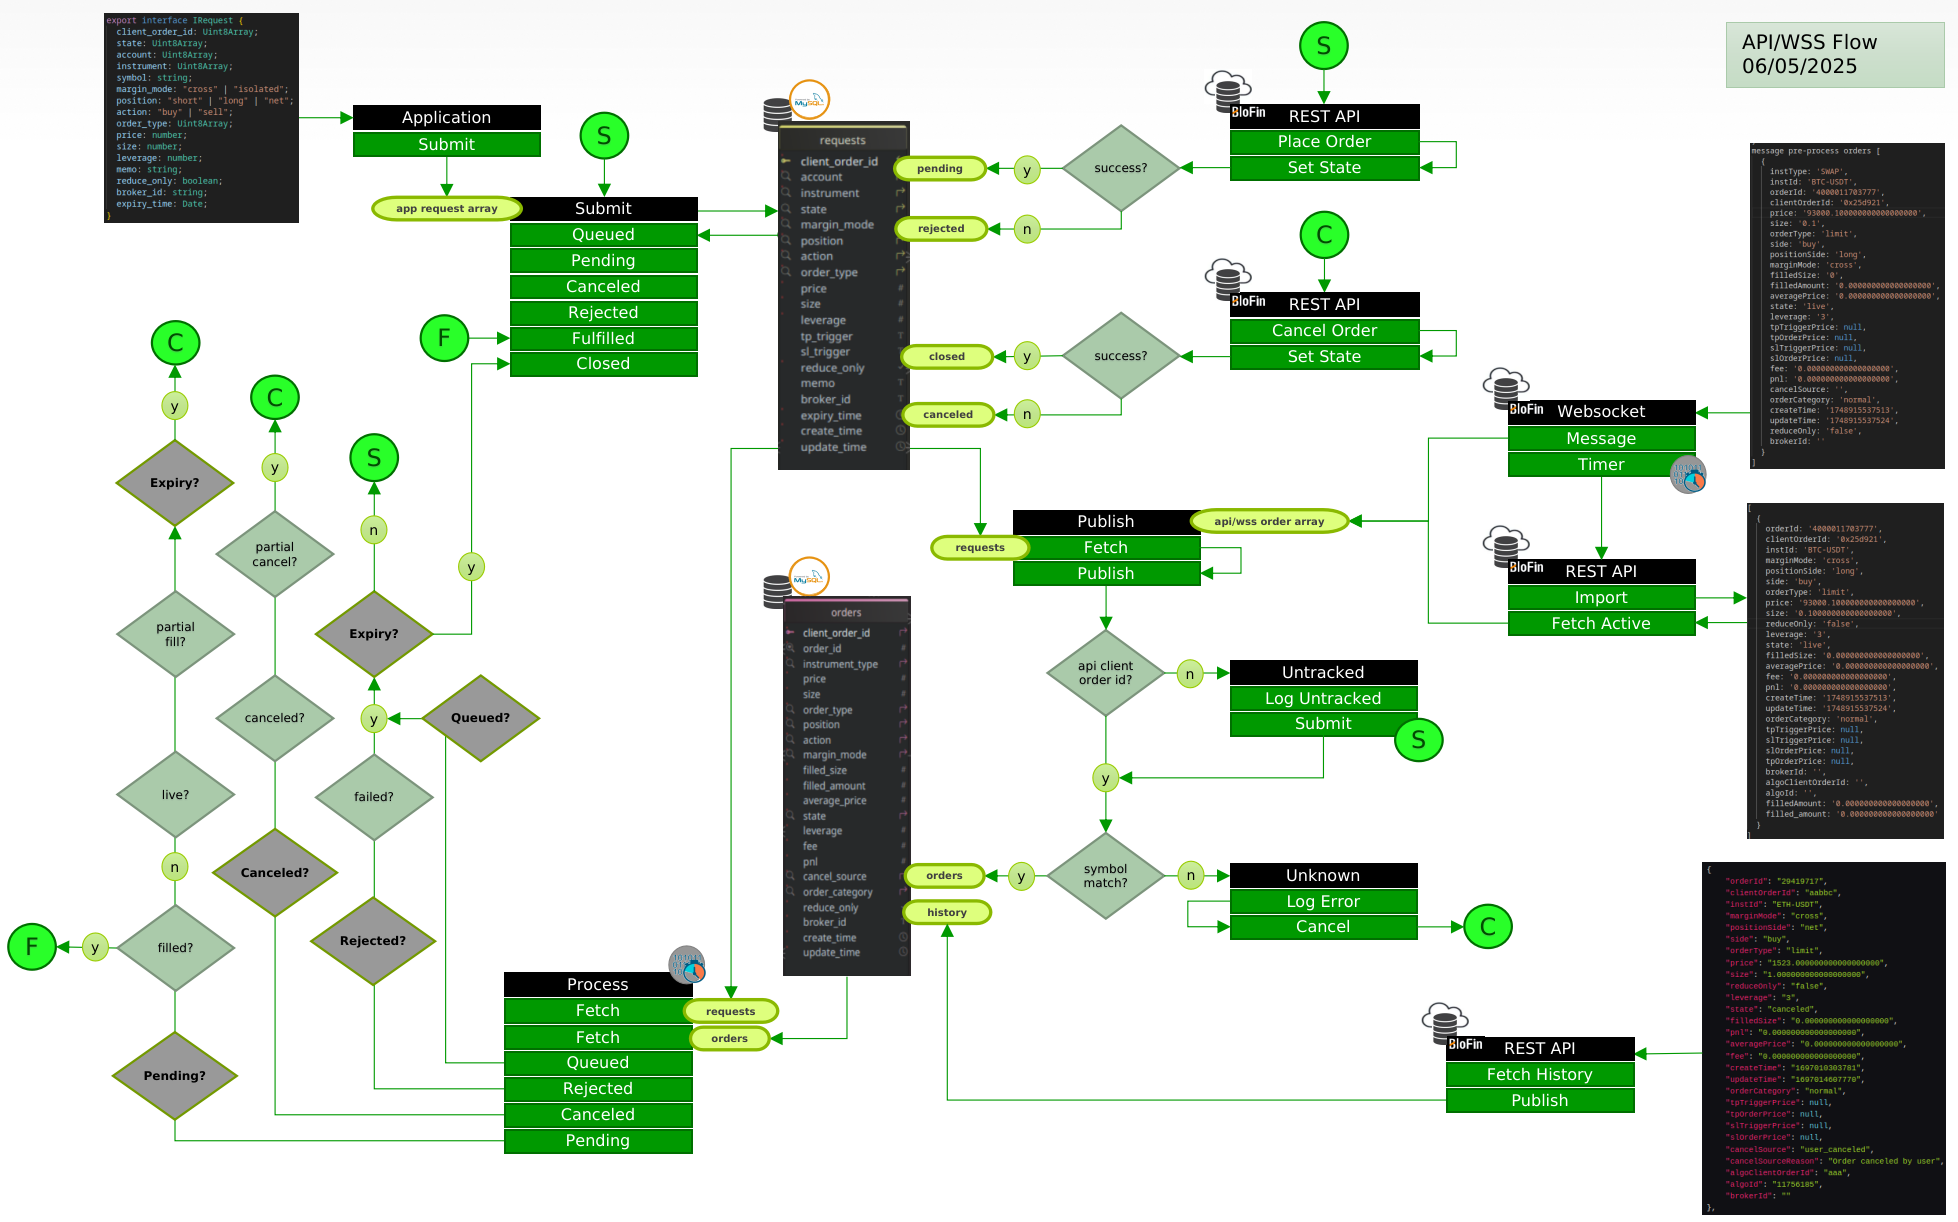 API/WSS Flow
06/05/2025
export interface IRequest {
client_order_id: Uint8Array;
state: Uint8Array;
account: Uint8Array;
instrument: Uint8Array;
symbol: string;
margin_mode: "cross" | "isolated";
position: "short" | "long" | "net";
action: "buy" | "sell";
order_type: Uint8Array;
price: number;
size: number;
leverage: number;
memo: string;
reduce_only: boolean;
broker_id: string;
expiry_time: Date;
}
Application
Submit
app request array
S
Submit
Queued
Pending
Canceled
Rejected
Fulfilled
Closed
F
MySQL
requests
client_order_id
account
instrument
state
margin_mode
position
action
order_type
price
size
leverage
tp_trigger
sl_trigger
reduce_only
memo
broker_id
expiry_time
create_time
update_time
pending
rejected
y
n
success?
S
BloFin
REST API
Place Order
Set State
closed
canceled
y
n
success?
C
BloFin
REST API
Cancel Order
Set State
message pre-process orders [
{
instType: 'SWAP',
instId: 'BTC-USDT',
orderId: '4000011703777',
clientOrderId: '0x25d921',
price: '93000.100000000000000000',
size: '0.1',
orderType: 'limit',
side: 'buy',
positionSide: 'long',
marginMode: 'cross',
filledSize: '0',
filledAmount: '0.000000000000000000',
averagePrice: '0.000000000000000000',
state: 'live',
leverage: '3',
tpTriggerPrice: null,
tpOrderPrice: null,
slTriggerPrice: null,
slOrderPrice: null,
fee: '0.000000000000000000',
pnl: '0.000000000000000000',
cancelSource: '',
orderCategory: 'normal',
createTime: '1748915537513',
updateTime: '1748915537524',
reduceOnly: 'false',
brokerId: ''
}
]
BloFin
Websocket
Message
Timer
BloFin
REST API
Import
Fetch Active
[
{
orderId: '4000011703777',
clientOrderId: '0x25d921',
instId: 'BTC-USDT',
marginMode: 'cross',
positionSide: 'long',
side: 'buy',
orderType: 'limit',
price: '93000.100000000000000000',
size: '0.100000000000000000',
reduceOnly: 'false',
leverage: '3',
state: 'live',
filledSize: '0.000000000000000000',
averagePrice: '0.000000000000000000',
fee: '0.000000000000000000',
pnl: '0.000000000000000000',
createTime: '1748915537513',
updateTime: '1748915537524',
orderCategory: 'normal',
tpTriggerPrice: null,
slTriggerPrice: null,
slOrderPrice: null,
tpOrderPrice: null,
brokerId: '',
algoClientOrderId: '',
algoId: '',
filledAmount: '0.000000000000000000',
filled_amount: '0.000000000000000000'
}
]
Publish
api/wss order array
requests
Fetch
Publish
api client
order id?
n
Untracked
Log Untracked
Submit
S
y
symbol
match?
y
n
Unknown
Log Error
Cancel
C
orders
history
MySQL
orders
client_order_id
order_id
instrument_type
price
size
order_type
position
action
margin_mode
filled_size
filled_amount
average_price
state
leverage
fee
pnl
cancel_source
order_category
reduce_only
broker_id
create_time
update_time
C
y
Expiry?
partial
fill?
live?
n
filled?
y
F
Pending?
C
y
partial
cancel?
canceled?
Canceled?
S
n
Expiry?
y
y
Queued?
failed?
Rejected?
Process
Fetch
requests
Fetch
orders
Queued
Rejected
Canceled
Pending
BloFin
REST API
Fetch History
Publish
{
"orderId": "29419717",
"clientOrderId": "aabbc",
"instId": "ETH-USDT",
"marginMode": "cross",
"positionSide": "net",
"side": "buy",
"orderType": "limit",
"price": "1523.000000000000000000",
"size": "1.000000000000000000",
"reduceOnly": "false",
"leverage": "3",
"state": "canceled",
"filledSize": "0.000000000000000000",
"pnl": "0.000000000000000000",
"averagePrice": "0.000000000000000000",
"fee": "0.000000000000000000",
"createTime": "1697010303781",
"updateTime": "1697014607770",
"orderCategory": "normal",
"tpTriggerPrice": null,
"tpOrderPrice": null,
"slTriggerPrice": null,
"slOrderPrice": null,
"cancelSource": "user_canceled",
"cancelSourceReason": "Order canceled by user",
"algoClientOrderId": "aaa",
"algoId": "11756185",
"brokerId": ""
},